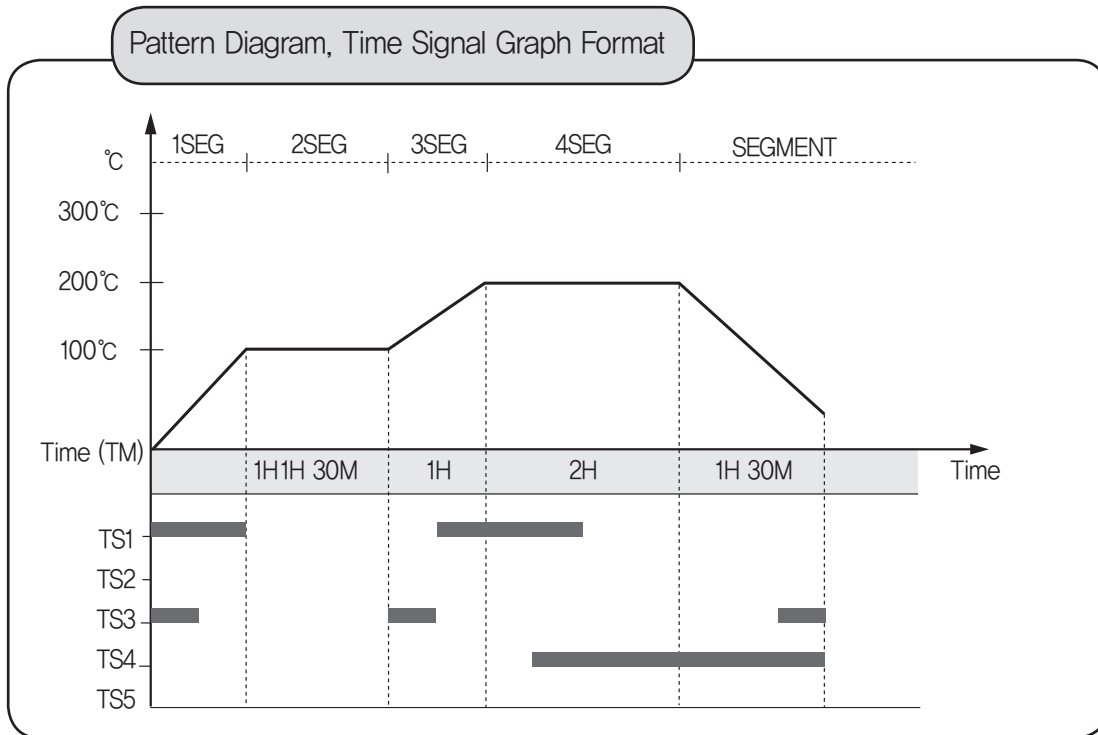 Pattern Diagram, Time Signal Graph Format
1SEG 2SEG 3SEG 4SEG SEGMENT
℃
300℃
200℃
100℃
Time (TM)
1H1H 30M 1H 2H 1H 30M Time
TS1
TS2
TS3
TS4
TS5